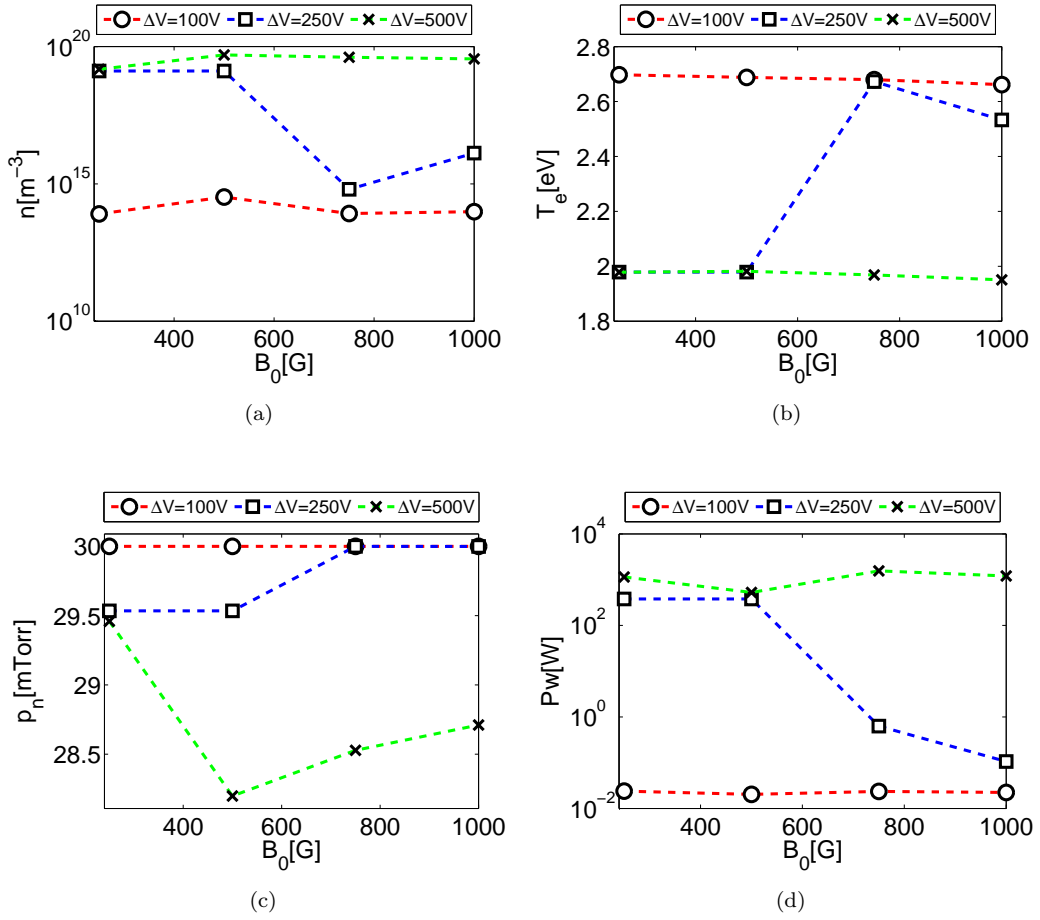 ΔV=100V ΔV=250V ΔV=500V
10^20
10^15
10^10
n[m^−3]
400 600 800 1000
B_0[G]
(a)
ΔV=100V ΔV=250V ΔV=500V
2.8
2.6
2.4
2.2
2
1.8
T_e[eV]
400 600 800 1000
B_0[G]
(b)
ΔV=100V ΔV=250V ΔV=500V
30
29.5
29
28.5
p_n[mTorr]
400 600 800 1000
B_0[G]
(c)
ΔV=100V ΔV=250V ΔV=500V
10^4
10^2
10^0
10^−2
Pw[W]
400 600 800 1000
B_0[G]
(d)